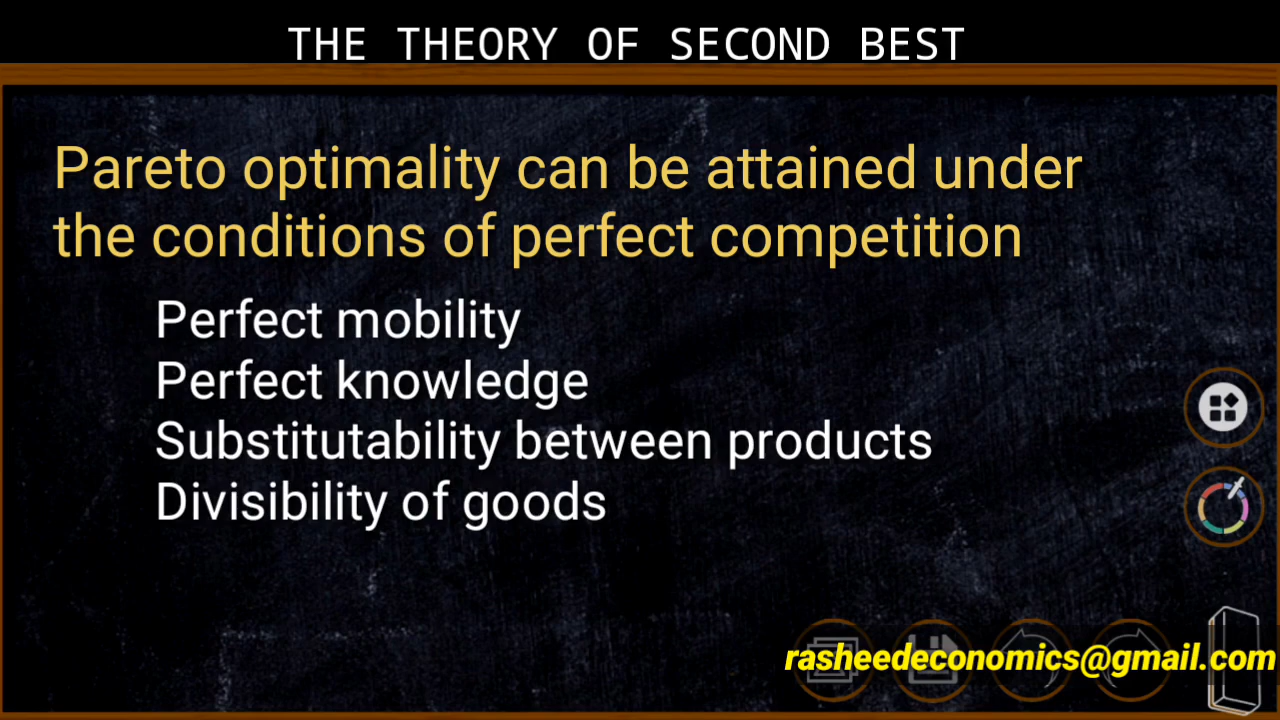 THE THEORY OF SECOND BEST
Pareto optimality can be attained under
the conditions of perfect competition
Perfect mobility
Perfect knowledge
Substitutability between products
Divisibility of goods
rasheedeconomics@gmail.com